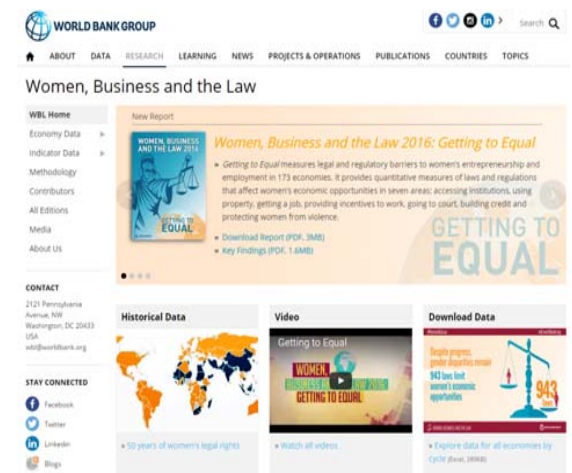 WORLD BANK GROUP
Search
ABOUT DATA RESEARCH LEARNING NEWS PROJECTS & OPERATIONS PUBLICATIONS COUNTRIES TOPICS
Women, Business and the Law
WBL Home
Economy Data
Indicator Data
Methodology
Contributors
All Editions
Media
About Us
CONTACT
2121 Pennsylvania
Avenue, NW
Washington, DC 20433
USA
wbl@worldbank.org
STAY CONNECTED
Facebook
Twitter
Linkedin
Blogs
New Report
WOMEN, BUSINESS
AND THE LAW 2016
GETTING TO
EQUAL
Women, Business and the Law 2016: Getting to Equal
» Getting to Equal measures legal and regulatory barriers to women's entrepreneurship and
employment in 173 economies. It provides quantitative measures of laws and regulations
that affect women's economic opportunities in seven areas: accessing institutions, using
property, getting a job, providing incentives to work, going to court, building credit and
protecting women from violence.
» Download Report (PDF, 3MB)
» Key Findings (PDF, 1.6MB)
GETTING TO
EQUAL
Historical Data
» 50 years of women's legal rights
Video
Getting to Equal
WOMEN,
BUSINESS AND THE LAW 2016
GETTING TO EQUAL
» Watch all videos
Download Data
Despite progress,
gender disparities remain
943 laws limit
women's economic
opportunities
943
laws
» Explore data for all economies by
cycle (Excel, 289KB)